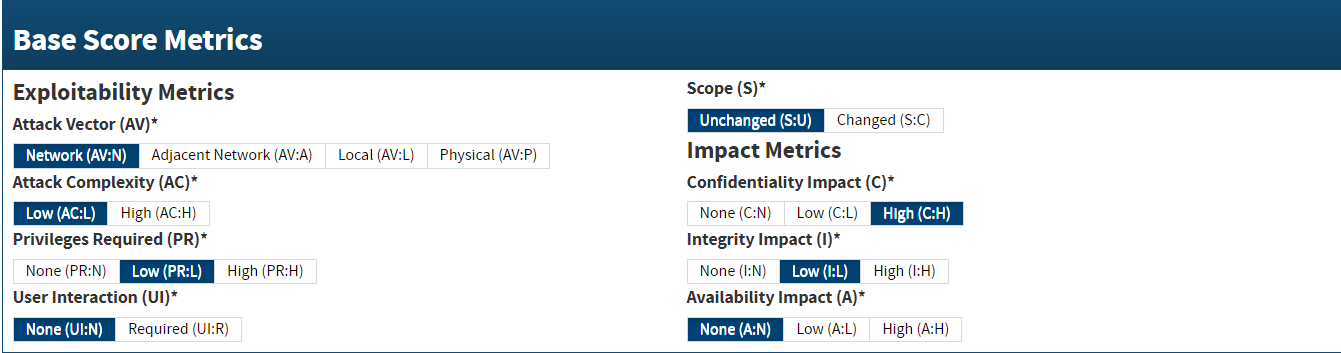 Base Score Metrics
Exploitability Metrics
Attack Vector (AV)*
Network (AV:N) Adjacent Network (AV:A) Local (AV:L) Physical (AV:P)
Attack Complexity (AC)*
Low (AC:L) High (AC:H)
Privileges Required (PR)*
None (PR:N) Low (PR:L) High (PR:H)
User Interaction (UI)*
None (UI:N) Required (UI:R)
Scope (S)*
Unchanged (S:U) Changed (S:C)
Impact Metrics
Confidentiality Impact (C)*
None (C:N) Low (C:L) High (C:H)
Integrity Impact (I)*
None (I:N) Low (I:L) High (I:H)
Availability Impact (A)*
None (A:N) Low (A:L) High (A:H)